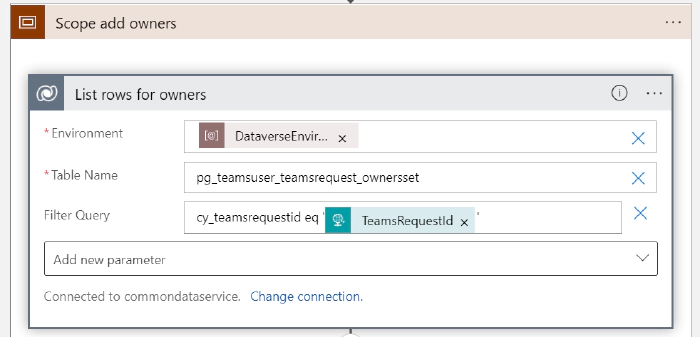 Scope add owners
List rows for owners
* Environment
DataverseEnvir... x
* Table Name
pg_teamsuser_teamsrequest_ownersset
Filter Query
cy_teamsrequestid eq ' TeamsRequestId x '
Add new parameter
Connected to commondataservice. Change connection.